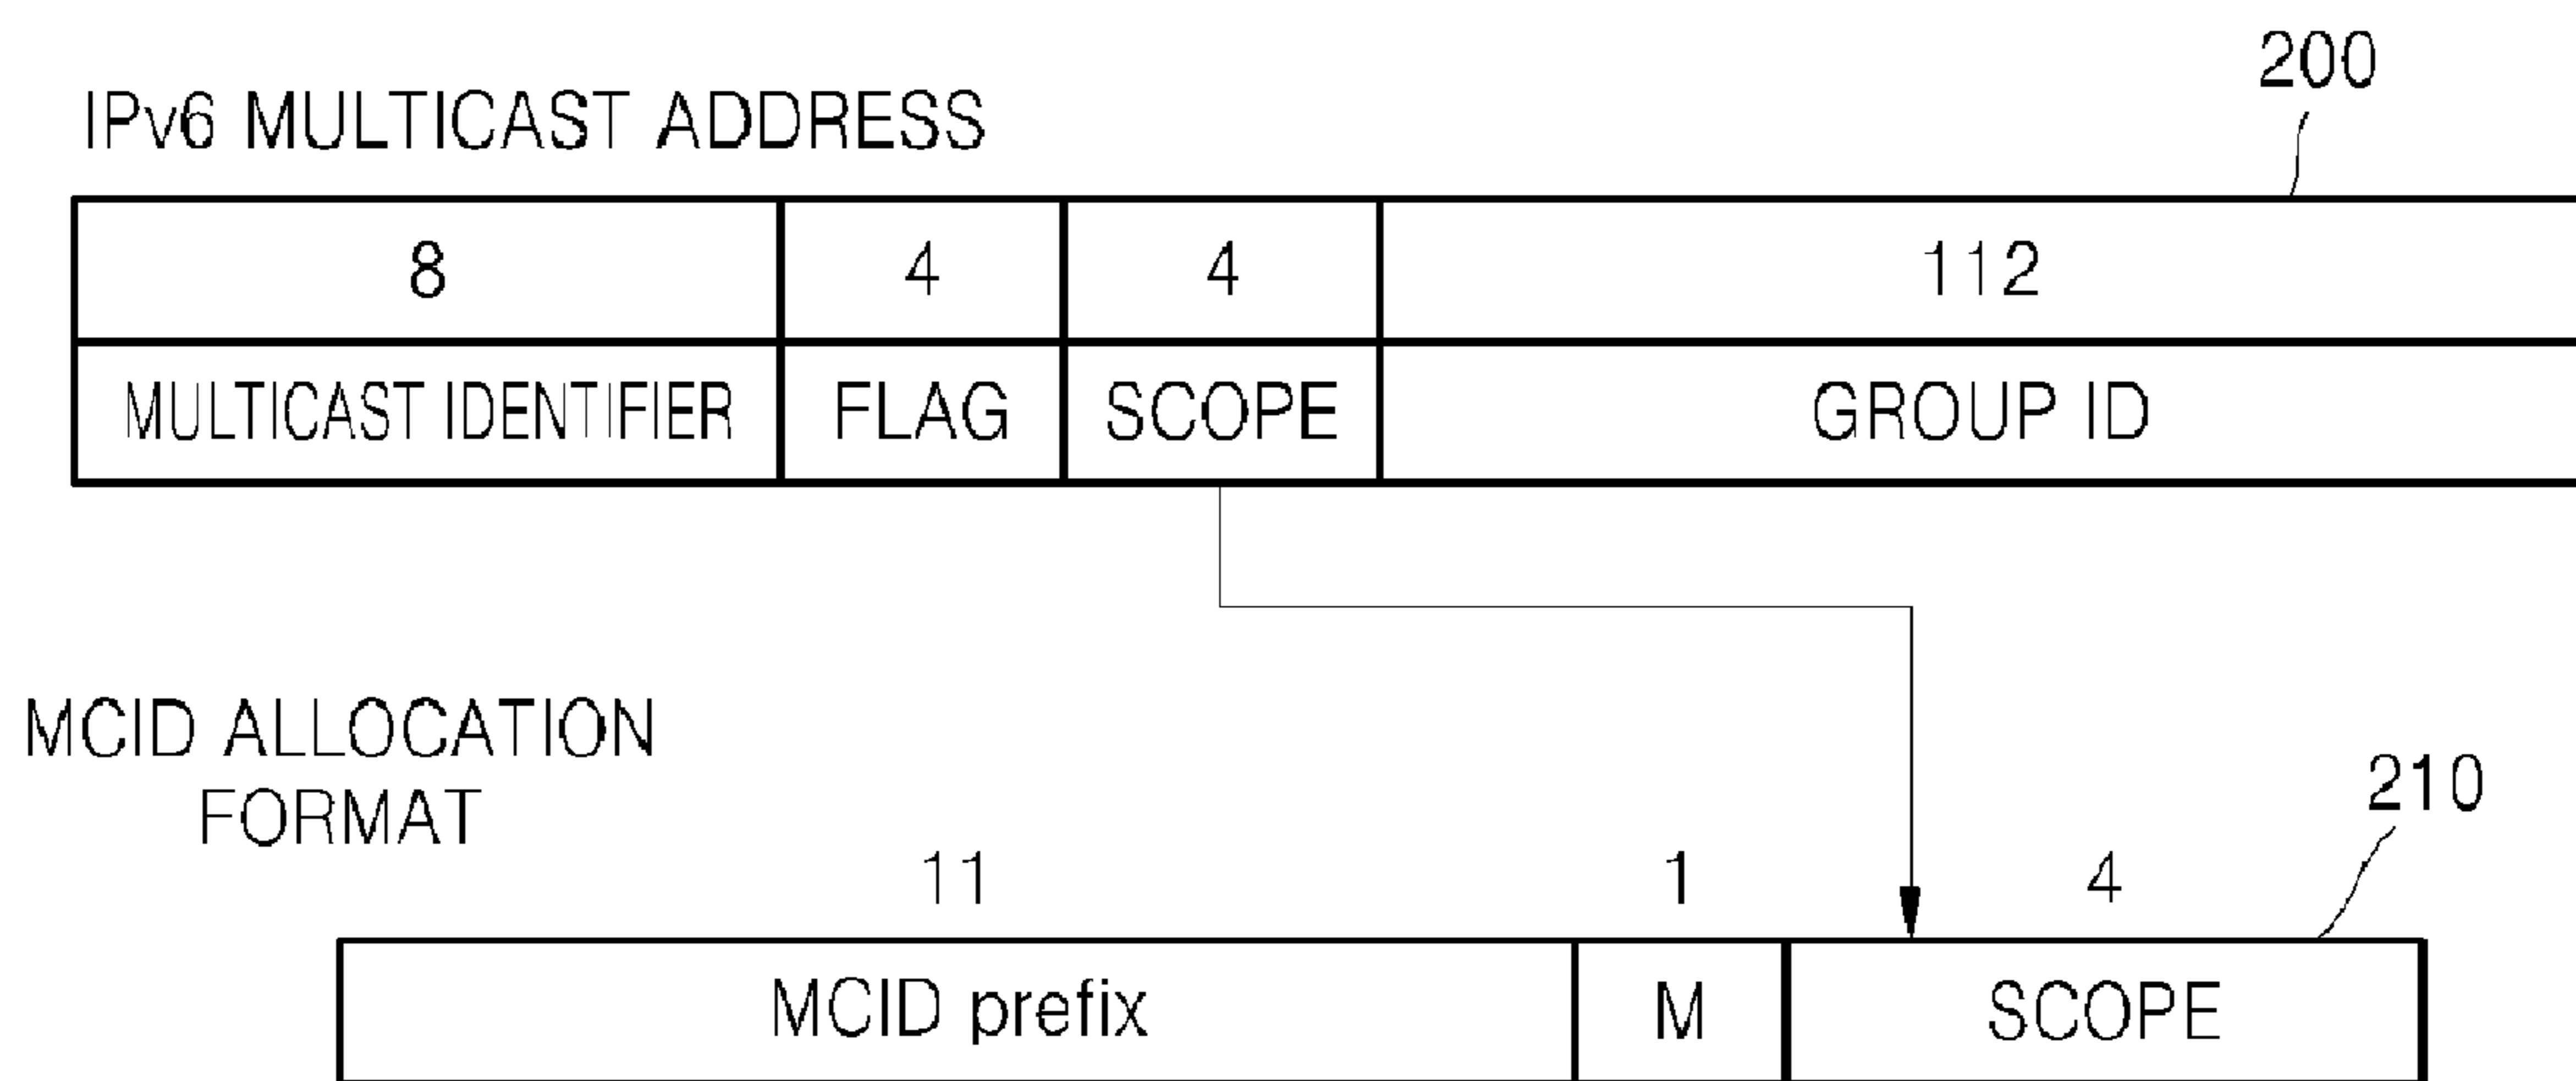 200
IPv6 MULTICAST ADDRESS
8 4 4 112
MULTICAST IDENTIFIER FLAG SCOPE GROUP ID
MCID ALLOCATION
FORMAT
210
11 1 4
MCID prefix M SCOPE